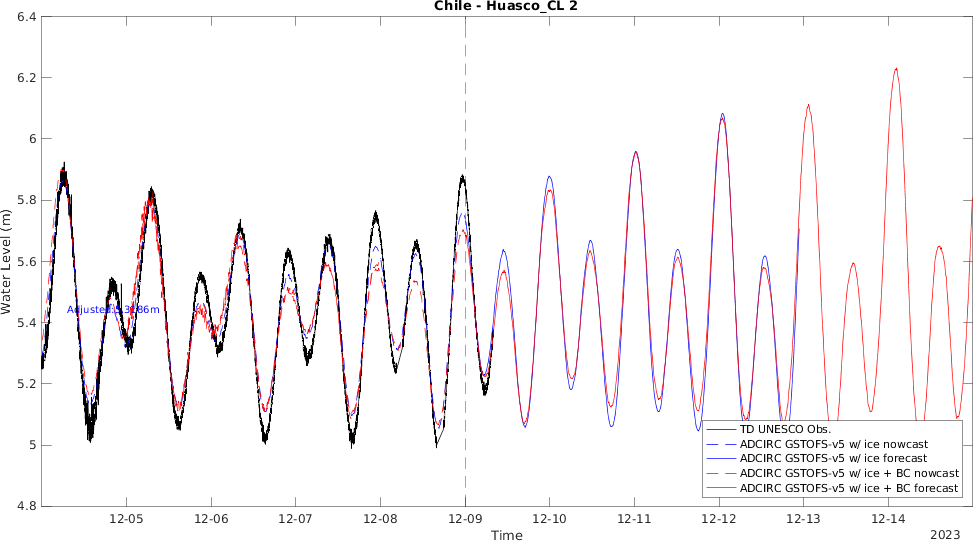 Chile - Huasco_CL 2
6.4
6.2
6
5.8
5.6
5.4
5.2
5
4.8
Water Level (m)
12-05
12-06
12-07
12-08
12-09
12-10
12-11
12-12
12-13
12-14
Time
2023
TD UNESCO Obs.
ADCIRC GSTOFS-v5 w/ ice nowcast
ADCIRC GSTOFS-v5 w/ ice forecast
ADCIRC GSTOFS-v5 w/ ice + BC nowcast
ADCIRC GSTOFS-v5 w/ ice + BC forecast